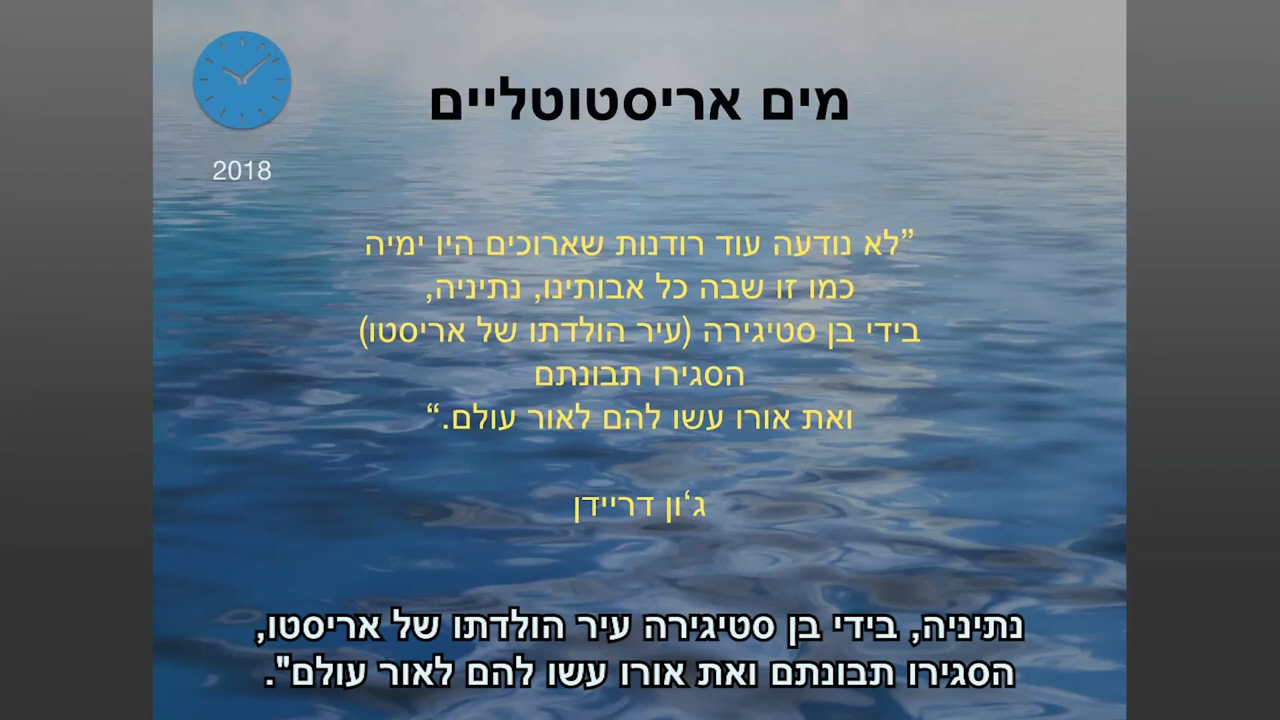 מים אריסטוטליים
2018
”לא נודעה עוד רודנות שארוכים היו ימיה
כמו זו שבה כל אבותינו, נתיניה,
בידי בן סטיגירה (עיר הולדתו של אריסטו)
הסגירו תבונתם
ואת אורו עשו להם לאור עולם.“
ג‘ון דריידן
נתיניה, בידי בן סטיגירה עיר הולדתו של אריסטו,
הסגירו תבונתם ואת אורו עשו להם לאור עולם".